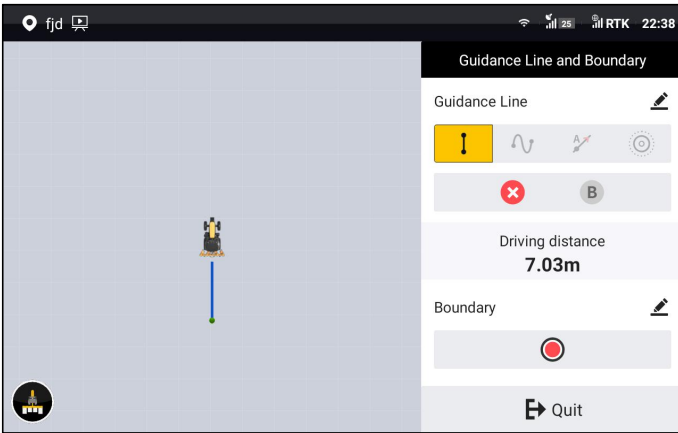 fjd
25 RTK 22:38
Guidance Line and Boundary
Guidance Line
A
B
Driving distance
7.03m
Boundary
Quit